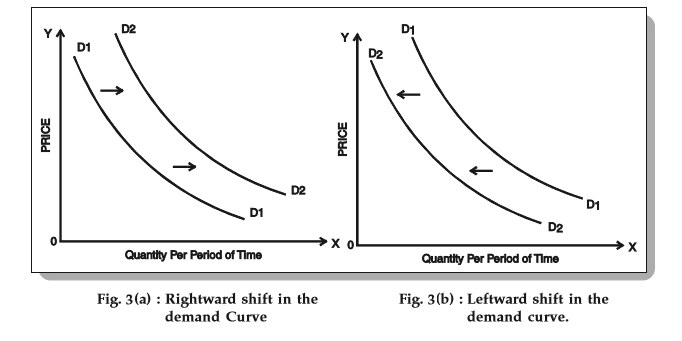 Y
D1
D2
PRICE
D2
D1
0
X
Quantity Per Period of Time
Y
D1
D2
PRICE
D1
D2
0
X
Quantity Per Period of Time
Fig. 3(a) : Rightward shift in the
demand Curve
Fig. 3(b) : Leftward shift in the
demand curve.